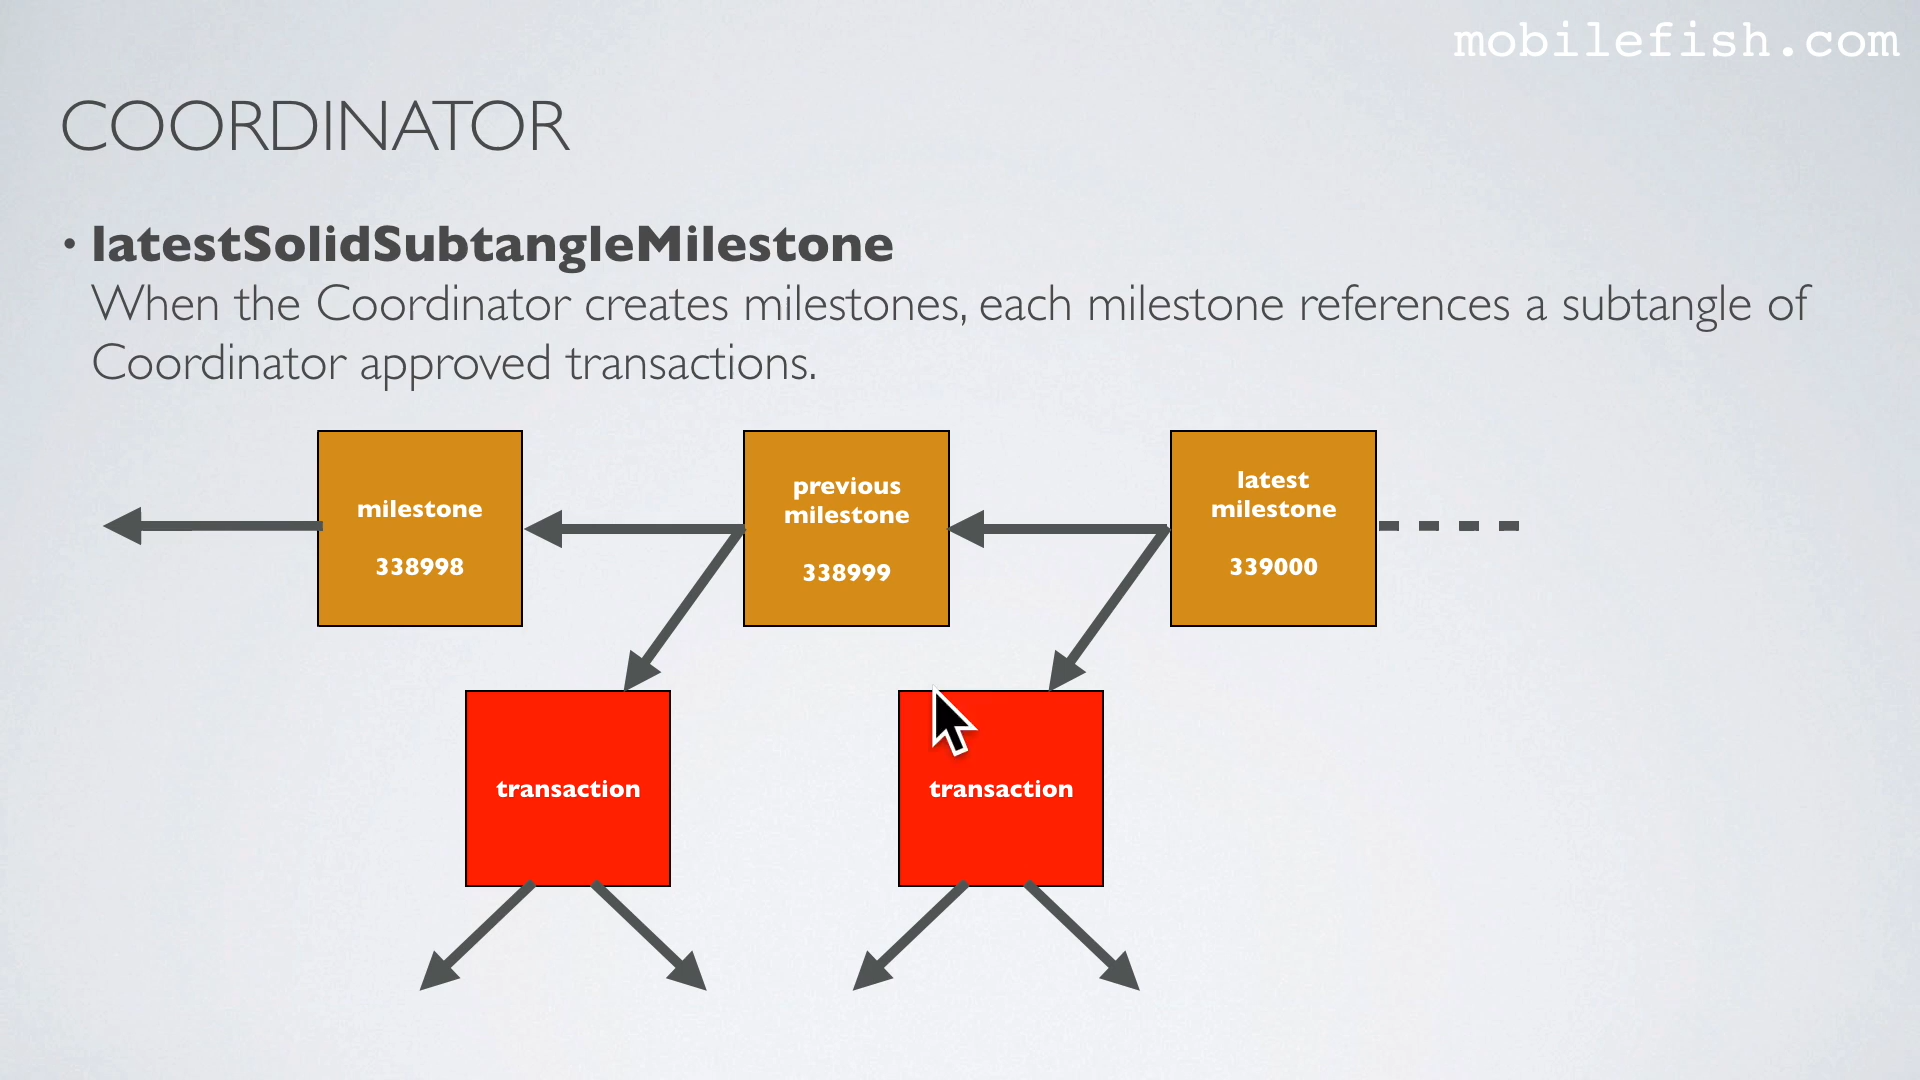 mobilefish.com
COORDINATOR
• latestSolidSubtangleMilestone
When the Coordinator creates milestones, each milestone references a subtangle of
Coordinator approved transactions.
milestone
338998
previous
milestone
338999
latest
milestone
339000
transaction
transaction